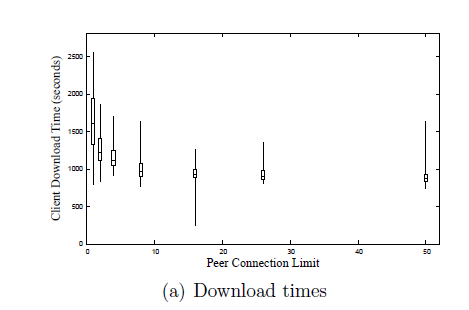 2500
2000
1500
1000
500
0
Client Download Time (seconds)
0 10 20 30 40 50
Peer Connection Limit
(a) Download times